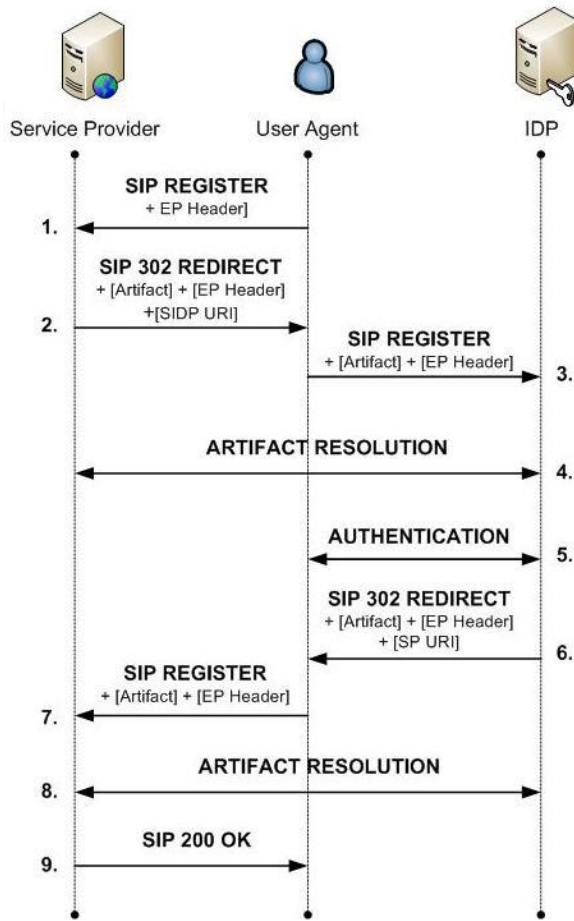 Service Provider
User Agent
IDP
SIP REGISTER
+ EP Header]
1.
SIP 302 REDIRECT
+ [Artifact] + [EP Header]
+[SIDP URI]
2.
SIP REGISTER
+ [Artifact] + [EP Header]
3.
ARTIFACT RESOLUTION
4.
AUTHENTICATION
5.
SIP 302 REDIRECT
+ [Artifact] + [EP Header]
+ [SP URI]
6.
SIP REGISTER
+ [Artifact] + [EP Header]
7.
ARTIFACT RESOLUTION
8.
SIP 200 OK
9.